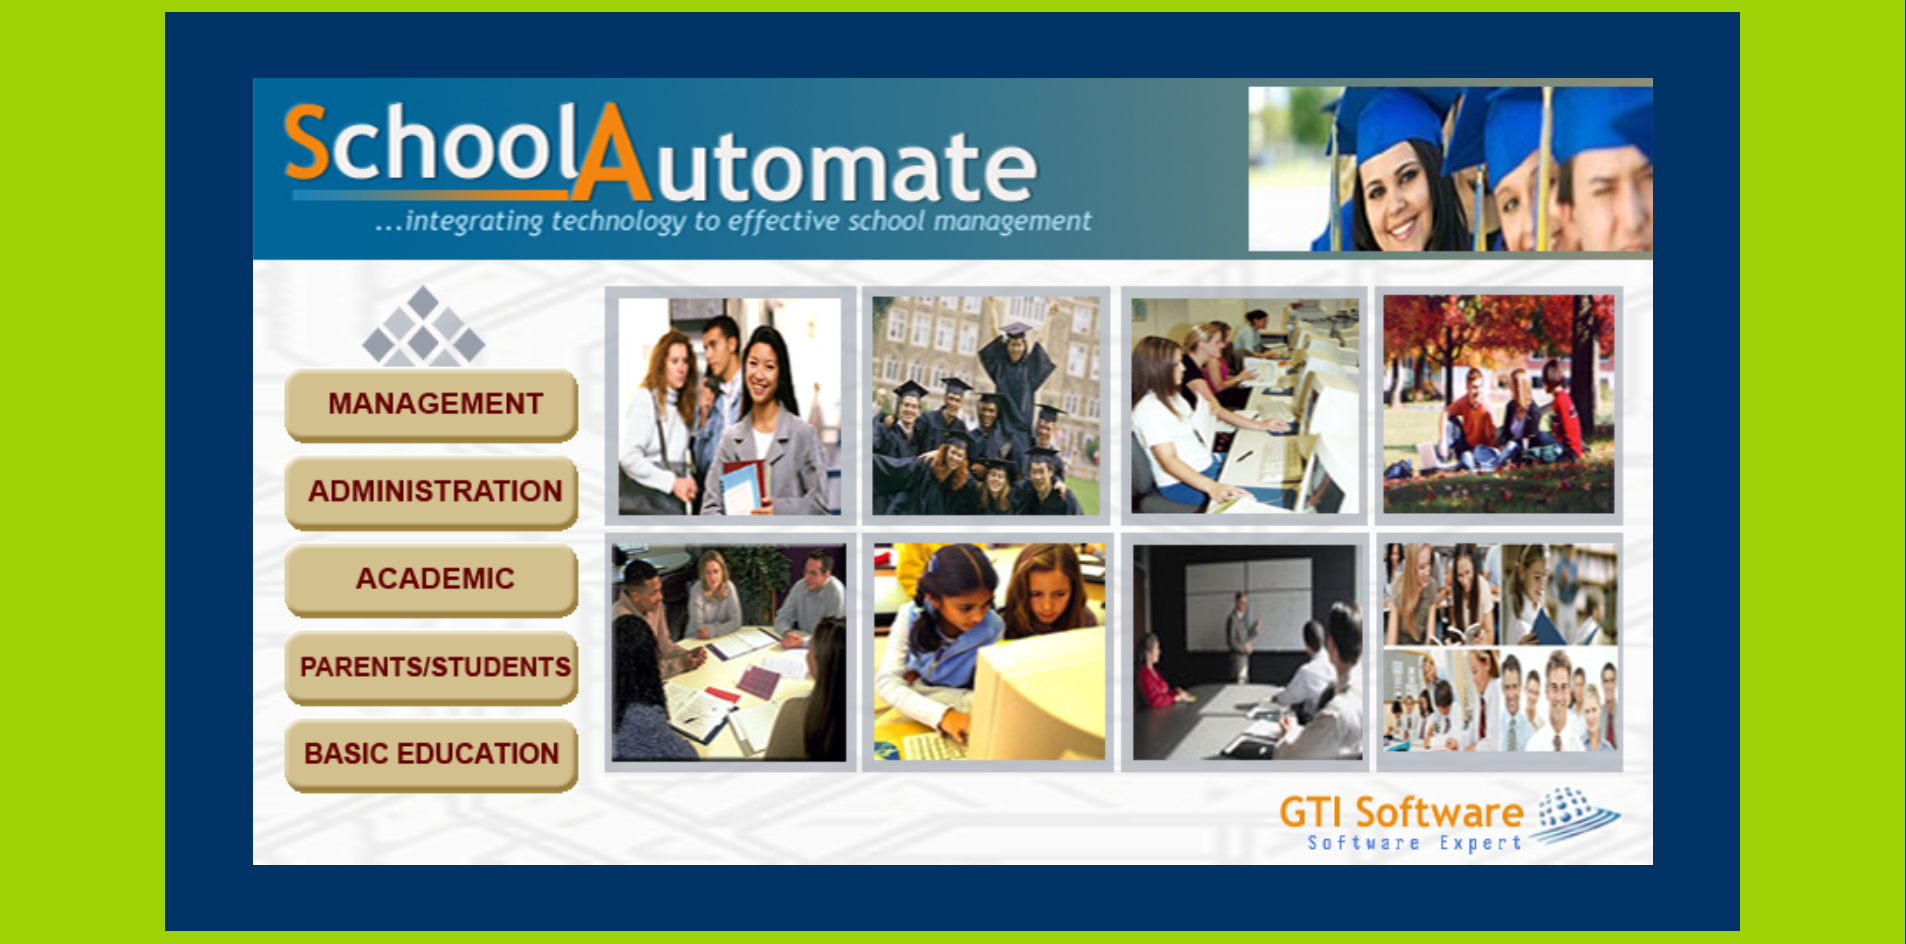 SchoolAutomate
...integrating technology to effective school management
MANAGEMENT
ADMINISTRATION
ACADEMIC
PARENTS/STUDENTS
BASIC EDUCATION
GTI Software
Software Expert